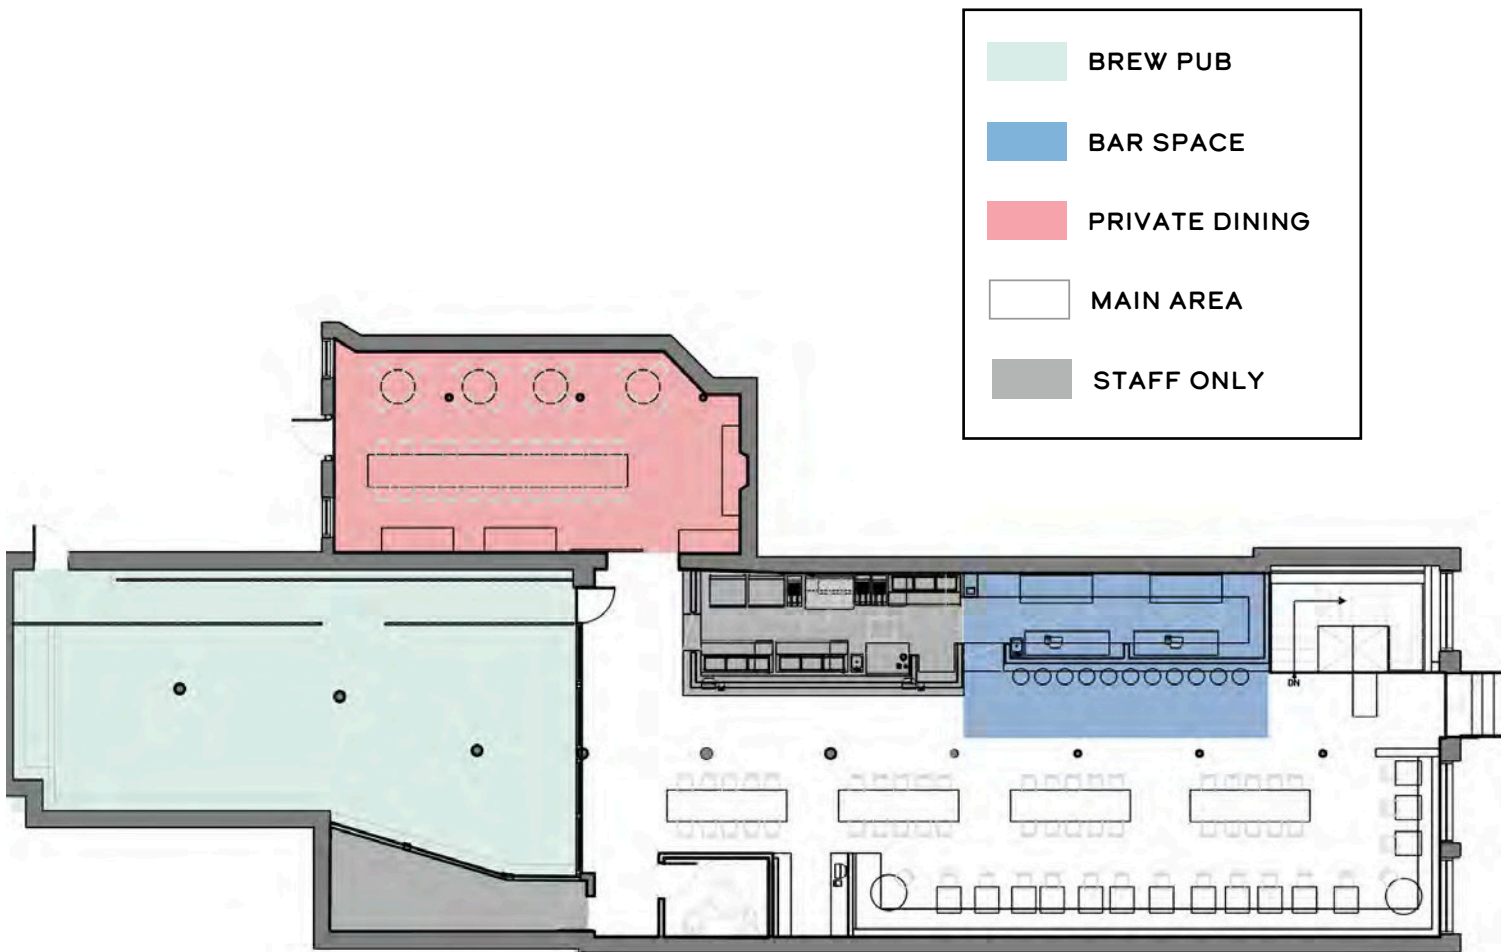 BREW PUB
BAR SPACE
PRIVATE DINING
MAIN AREA
STAFF ONLY
DN